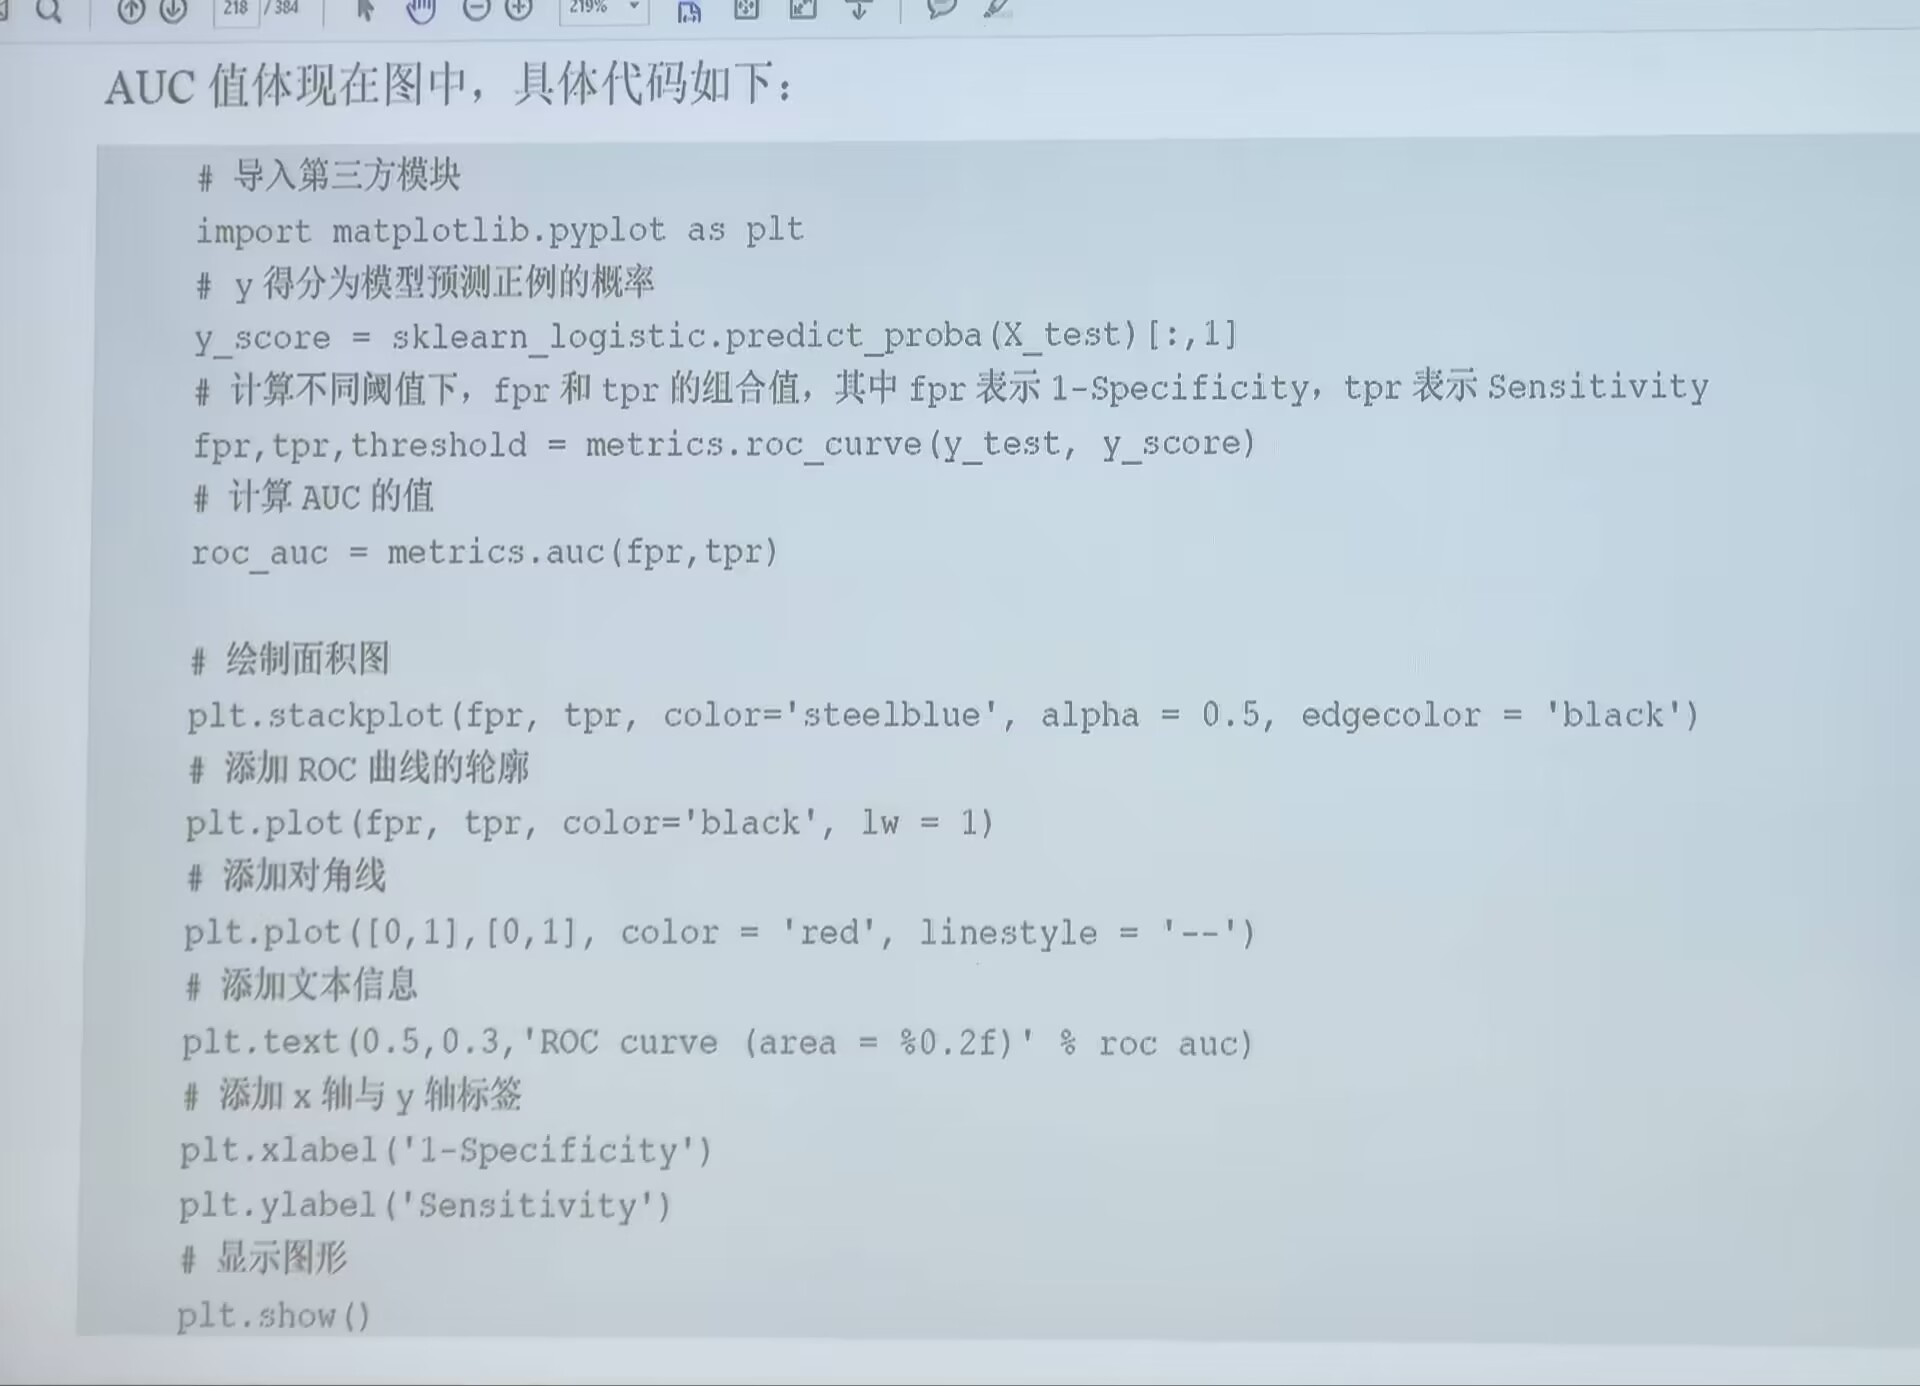 218 / 384
219%
AUC 值体现在图中，具体代码如下：
# 导入第三方模块
import matplotlib.pyplot as plt
# y 得分为模型预测正例的概率
y_score = sklearn_logistic.predict_proba(X_test)[:,1]
# 计算不同阈值下，fpr 和 tpr 的组合值，其中 fpr 表示 1-Specificity，tpr 表示 Sensitivity
fpr,tpr,threshold = metrics.roc_curve(y_test, y_score)
# 计算 AUC 的值
roc_auc = metrics.auc(fpr,tpr)
# 绘制面积图
plt.stackplot(fpr, tpr, color='steelblue', alpha = 0.5, edgecolor = 'black')
# 添加 ROC 曲线的轮廓
plt.plot(fpr, tpr, color='black', lw = 1)
# 添加对角线
plt.plot([0,1],[0,1], color = 'red', linestyle = '--')
# 添加文本信息
plt.text(0.5,0.3,'ROC curve (area = %0.2f)' % roc auc)
# 添加 x 轴与 y 轴标签
plt.xlabel('1-Specificity')
plt.ylabel('Sensitivity')
# 显示图形
plt.show()